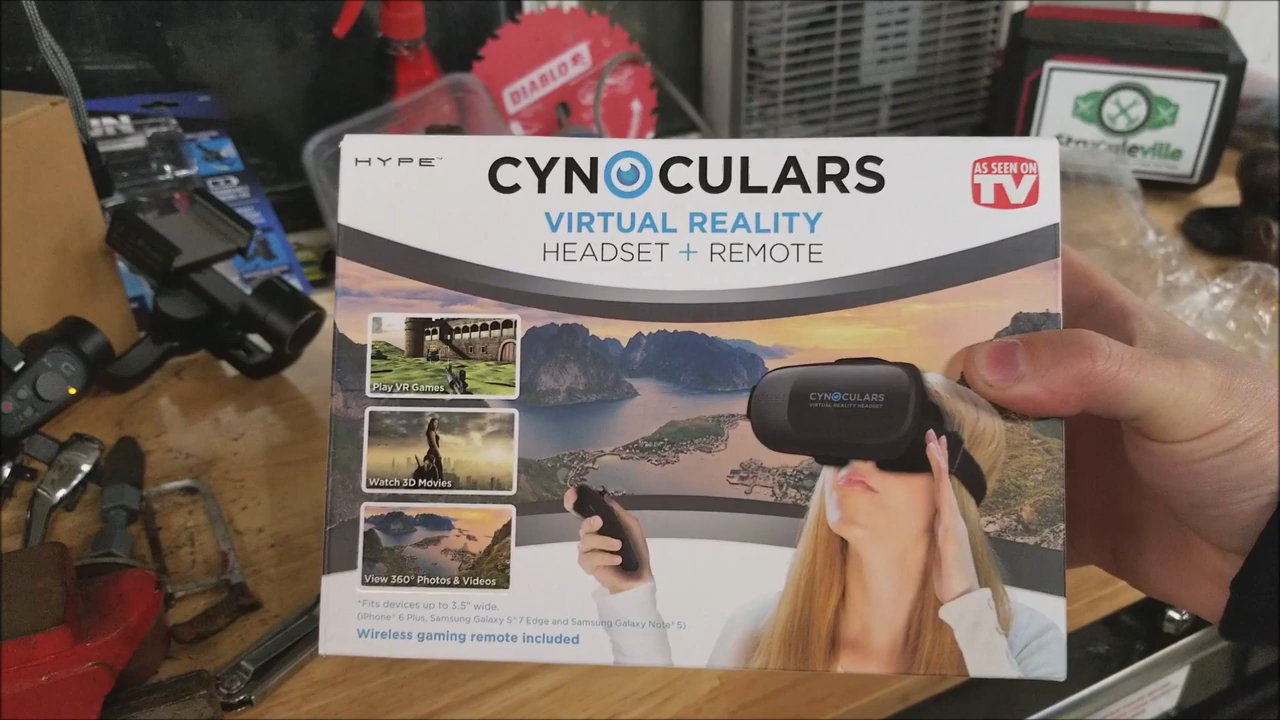 DIABLO
HYPE™
CYNOCULARS
AS SEEN ON
TV
VIRTUAL REALITY
HEADSET + REMOTE
Play VR Games
Watch 3D Movies
View 360° Photos & Videos
CYNOCULARS
VIRTUAL REALITY HEADSET
*Fits devices up to 3.5" wide.
(iPhone® 6 Plus, Samsung Galaxy S® 7 Edge and Samsung Galaxy Note® 5)
Wireless gaming remote included